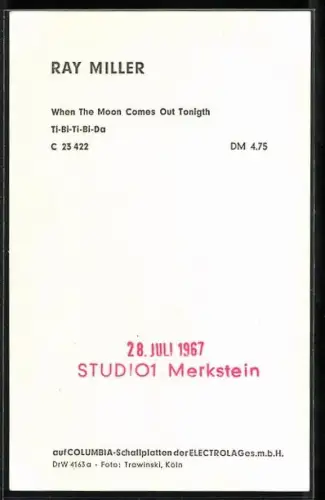 RAY MILLER
When The Moon Comes Out Tonigth
Ti-Bi-Ti-Bi-Da
C 23 422 DM 4,75
28. JULI 1967
STUDIO1 Merkstein
auf COLUMBIA-Schallplatten der ELECTROLA Ges.m.b.H.
DrW 4163 a • Foto: Trawinski, Köln